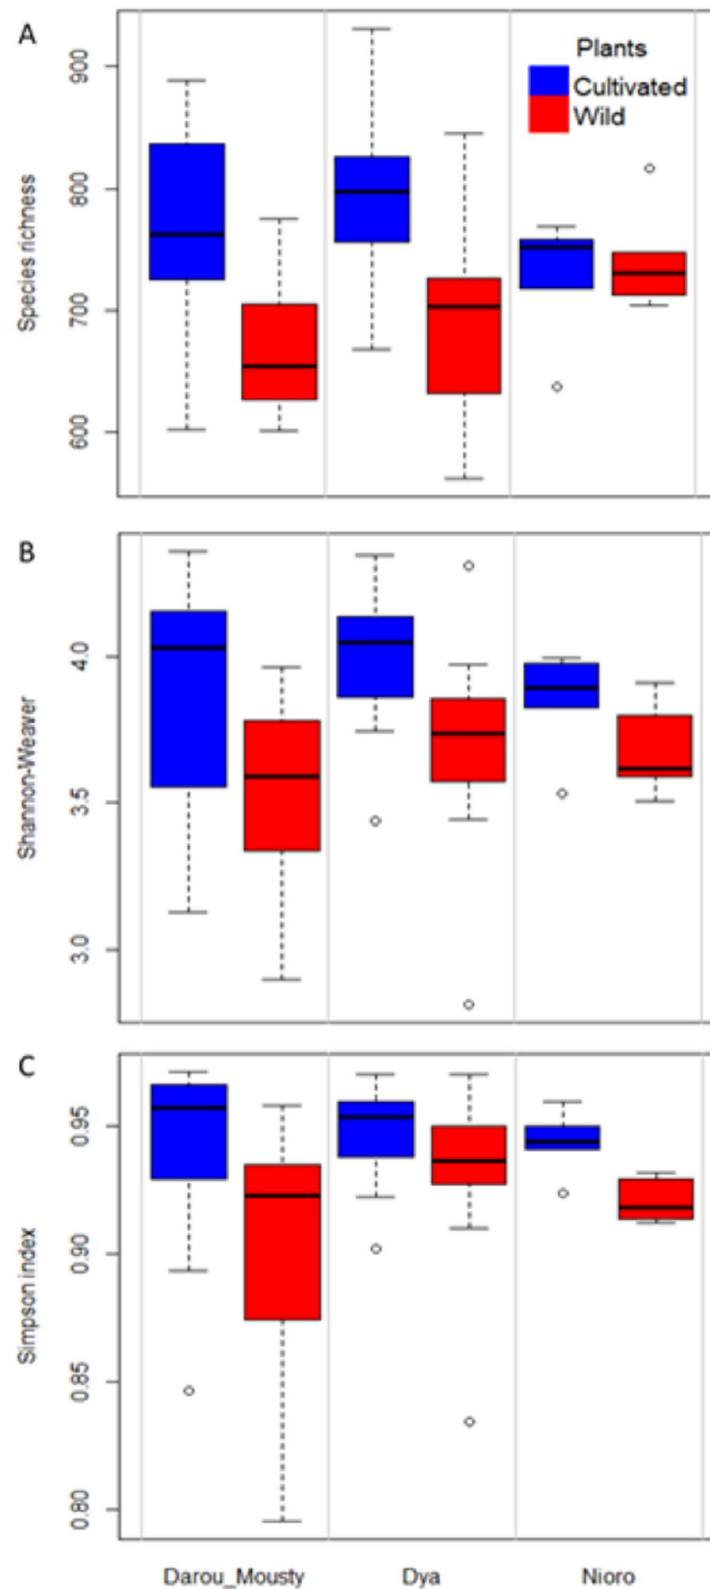 A
Species richness
900
800
700
600
Plants
Cultivated
Wild
B
Shannon-Weaver
4.0
3.5
3.0
C
Simpson index
0.95
0.90
0.85
0.80
Darou_Mousty
Dya
Nioro